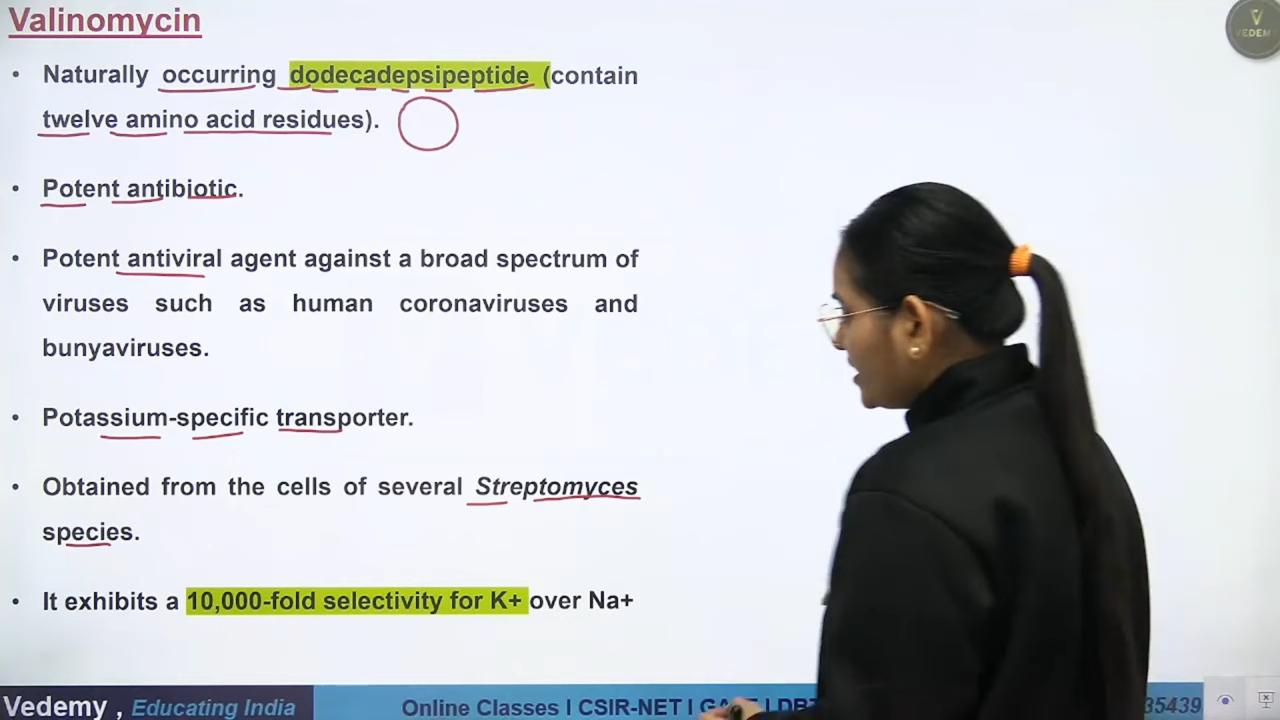 Valinomycin
VEDEMY
• Naturally occurring dodecadepsipeptide (contain
twelve amino acid residues).
• Potent antibiotic.
• Potent antiviral agent against a broad spectrum of
viruses such as human coronaviruses and
bunyaviruses.
• Potassium-specific transporter.
• Obtained from the cells of several Streptomyces
species.
• It exhibits a 10,000-fold selectivity for K+ over Na+
Vedemy , Educating India
Online Classes I CSIR-NET I
35439